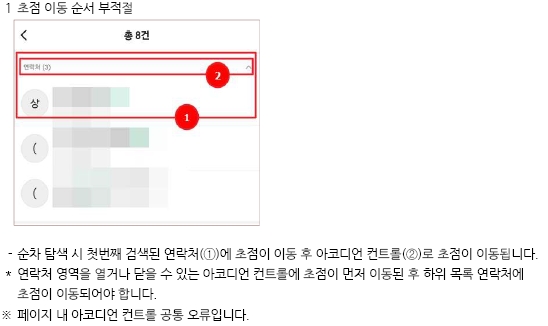 1 초점 이동 순서 부적절
총 8건
연락처 (3)
2
상
1
(
(
- 순차 탐색 시 첫번째 검색된 연락처(①)에 초점이 이동 후 아코디언 컨트롤(②)로 초점이 이동됩니다.
* 연락처 영역을 열거나 닫을 수 있는 아코디언 컨트롤에 초점이 먼저 이동된 후 하위 목록 연락처에
초점이 이동되어야 합니다.
※ 페이지 내 아코디언 컨트롤 공통 오류입니다.